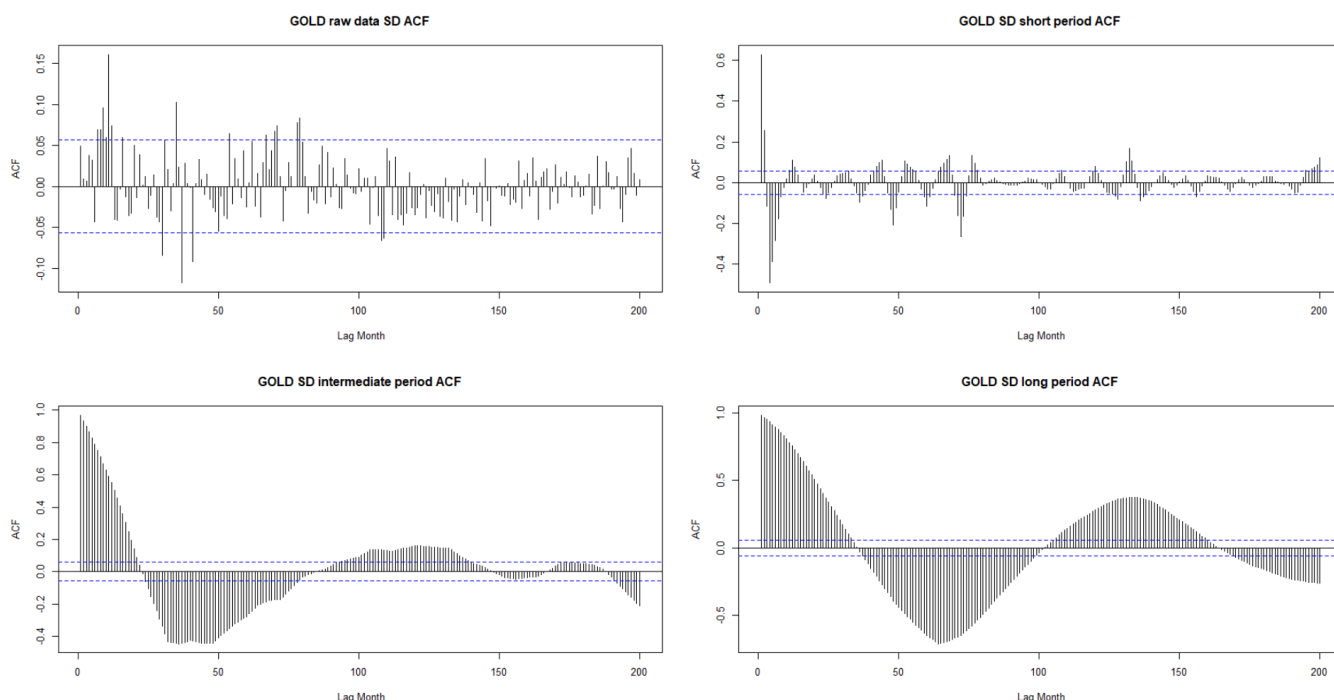 GOLD raw data SD ACF
ACF
0.15
0.10
0.05
0.00
-0.05
-0.10
0 50 100 150 200
Lag Month
GOLD SD short period ACF
ACF
0.6
0.4
0.2
0.0
-0.2
-0.4
0 50 100 150 200
Lag Month
GOLD SD intermediate period ACF
ACF
1.0
0.8
0.6
0.4
0.2
0.0
-0.2
-0.4
0 50 100 150 200
Lag Month
GOLD SD long period ACF
ACF
1.0
0.5
0.0
-0.5
0 50 100 150 200
Lag Month